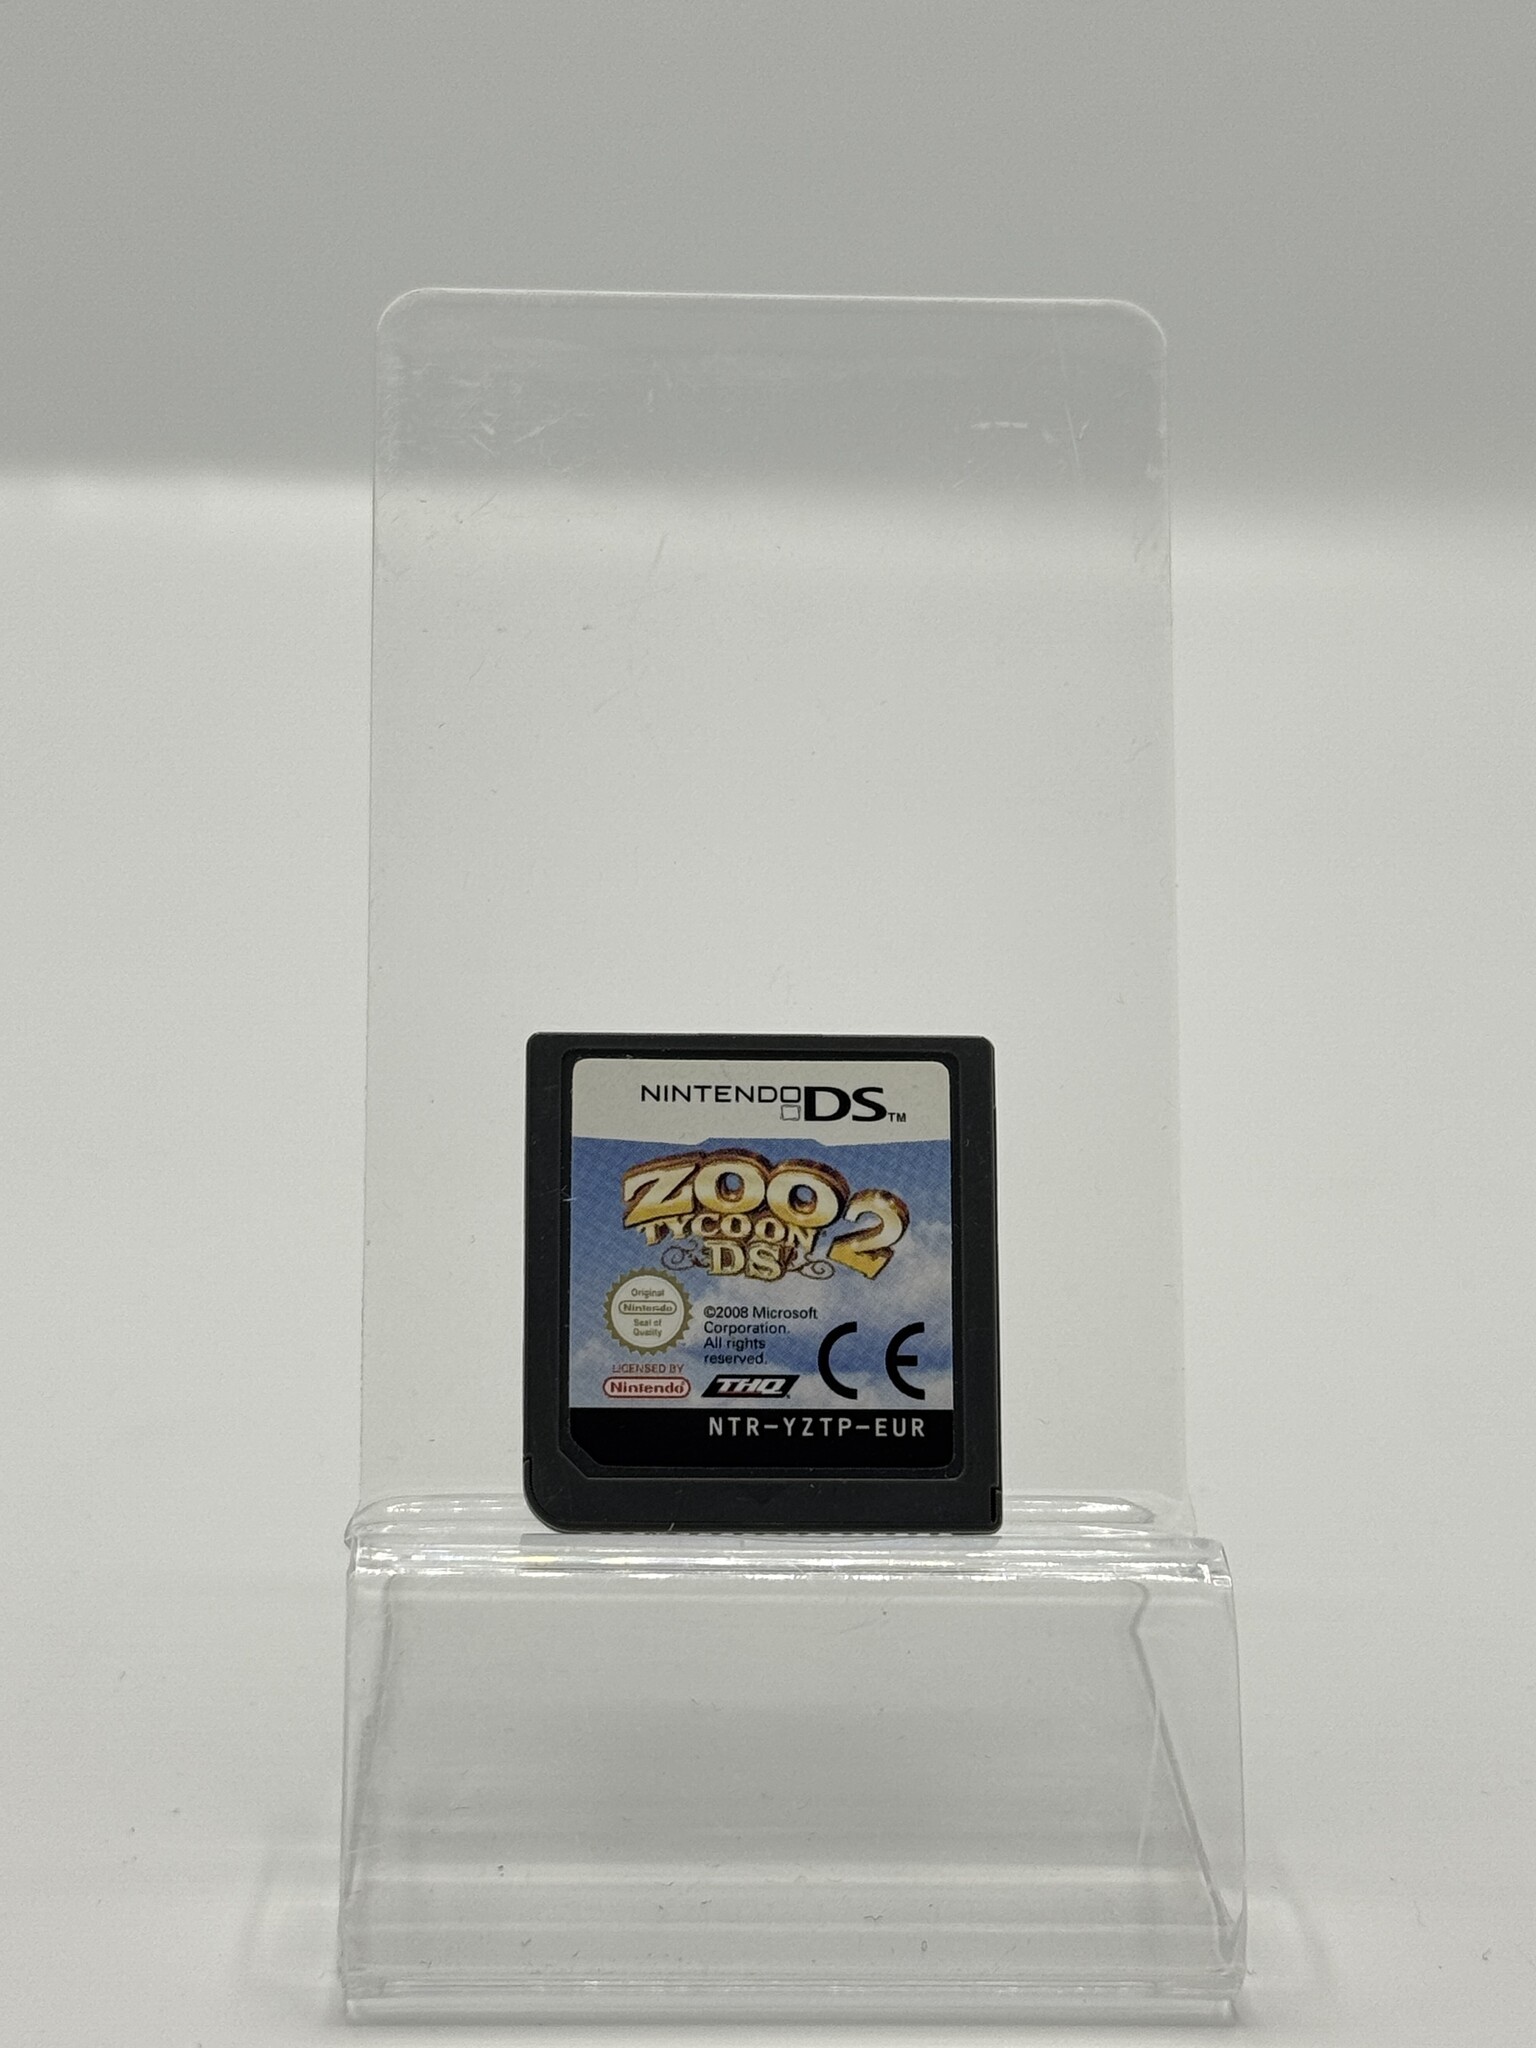 NINTENDO DS™
ZOO
TYCOON 2
DS
Original
Nintendo
Seal of
Quality
©2008 Microsoft
Corporation.
All rights
reserved.
CE
LICENSED BY
Nintendo®
THQ
NTR-YZTP-EUR